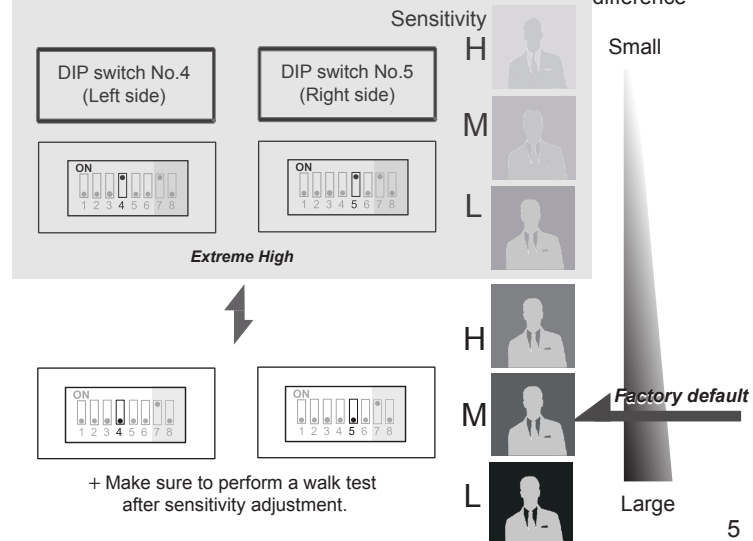 difference
Sensitivity
H
Small
DIP switch No.4
(Left side)
DIP switch No.5
(Right side)
M
ON
1 2 3 4 5 6 7 8
ON
1 2 3 4 5 6 7 8
L
Extreme High
H
Factory default
ON
1 2 3 4 5 6 7 8
ON
1 2 3 4 5 6 7 8
M
+ Make sure to perform a walk test
after sensitivity adjustment.
L
Large
5